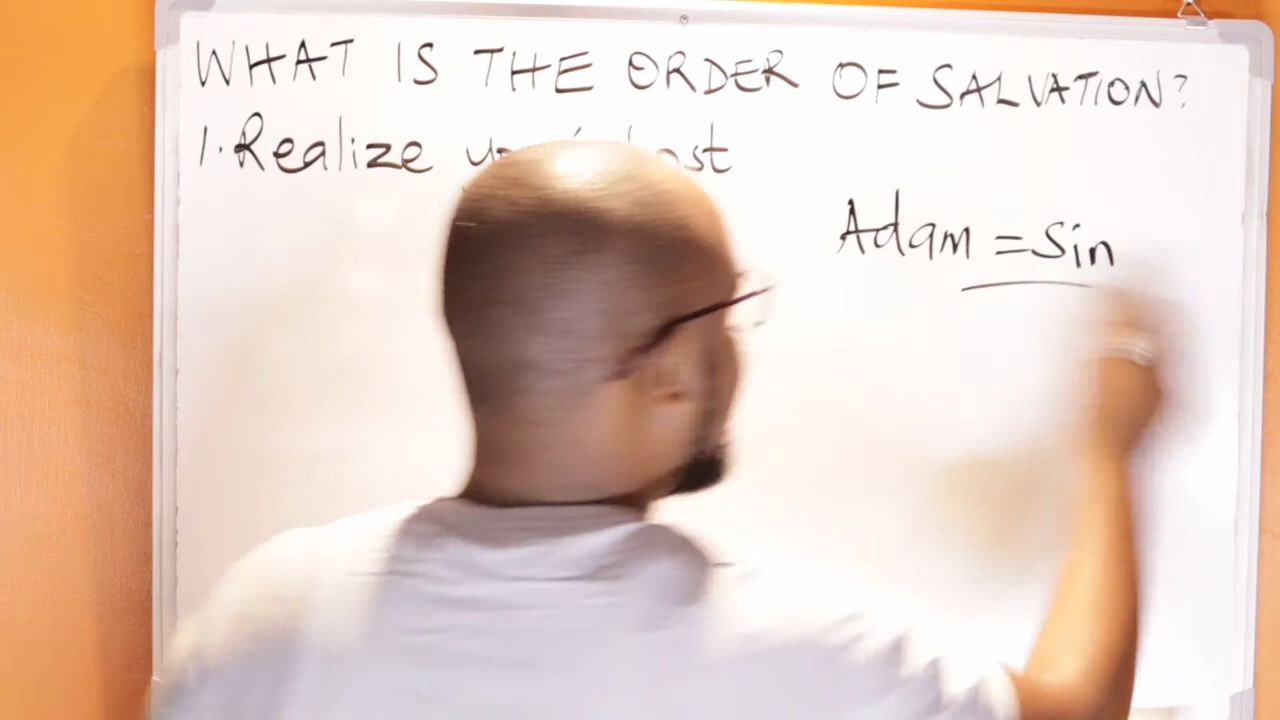 WHAT IS THE ORDER OF SALVATION?
1. Realize
Adam = Sin